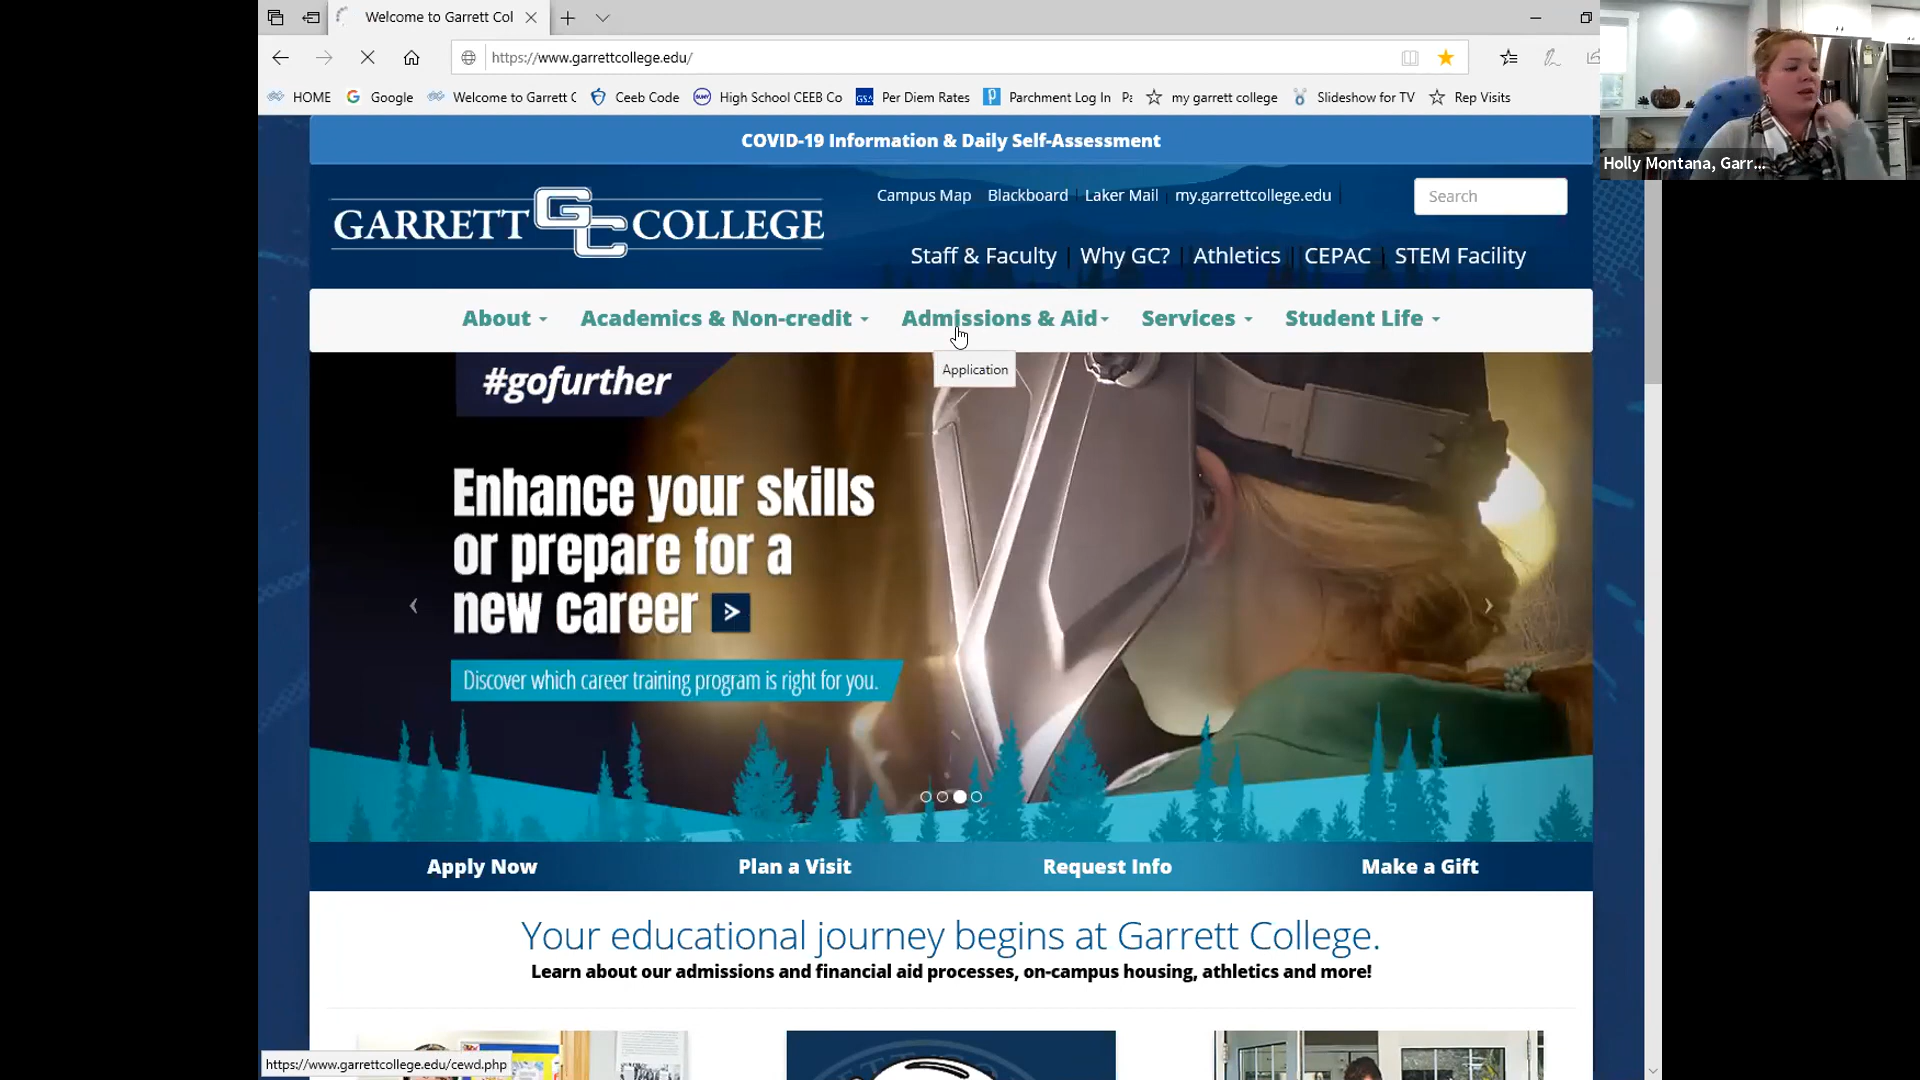 Welcome to Garrett Col
https://www.garrettcollege.edu/
HOME
Google
Welcome to Garrett C
Ceeb Code
High School CEEB Co
Per Diem Rates
Parchment Log In Pa
my garrett college
Slideshow for TV
Rep Visits
Holly Montana, Garr...
COVID-19 Information & Daily Self-Assessment
GARRETT GC COLLEGE
Campus Map
Blackboard
Laker Mail
my.garrettcollege.edu
Search
Staff & Faculty
Why GC?
Athletics
CEPAC
STEM Facility
About
Academics & Non-credit
Admissions & Aid
Services
Student Life
Application
#gofurther
Enhance your skills
or prepare for a
new career >
Discover which career training program is right for you.
Apply Now
Plan a Visit
Request Info
Make a Gift
Your educational journey begins at Garrett College.
Learn about our admissions and financial aid processes, on-campus housing, athletics and more!
https://www.garrettcollege.edu/cewd.php